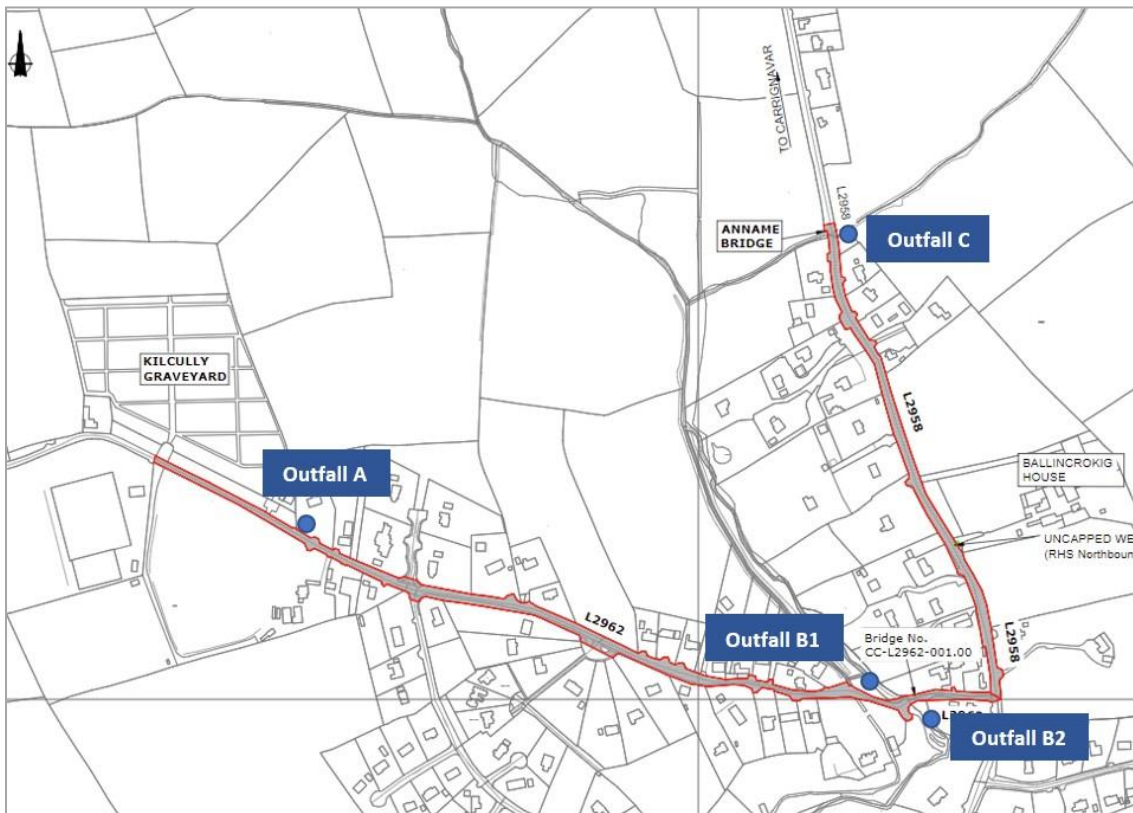 TO CARRIGNAVAR
L2958
ANNAME
BRIDGE
Outfall C
KILCULLY
GRAVEYARD
L2958
Outfall A
BALLINCROKIG
HOUSE
UNCAPPED WE
(RHS Northboun
L2962
Outfall B1
Bridge No.
CC-L2962-001.00
L2958
Outfall B2